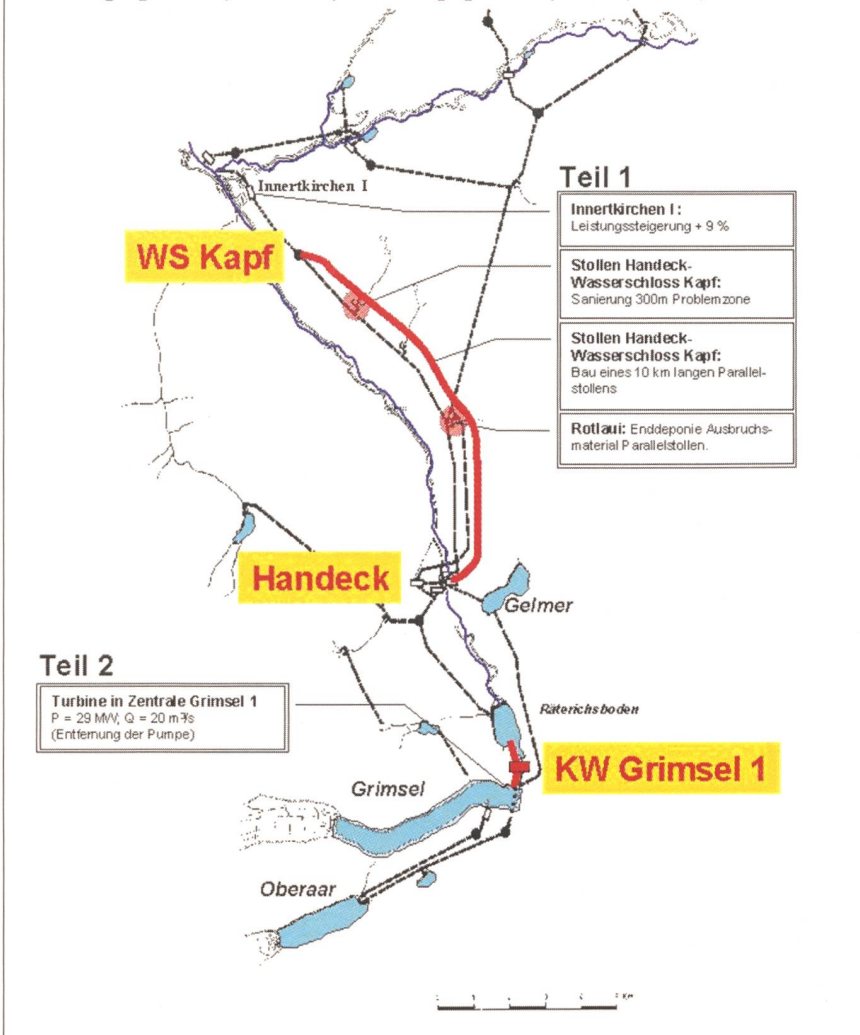 Teil 1
Innertkirchen I
Innertkirchen I :
Leistungssteigerung + 9 %
WS Kapf
Stollen Handeck-
Wasserschloss Kapf:
Sanierung 300m Problemzone
Stollen Handeck-
Wasserschloss Kapf:
Bau eines 10 km langen Parallel-
stollens
Rotlaui: Enddeponie Ausbruchs-
material Parallelstollen.
Handeck
Gelmer
Teil 2
Turbine in Zentrale Grimsel 1
P = 29 MW, Q = 20 m³/s
(Entfernung der Pumpe)
Räterichsboden
KW Grimsel 1
Grimsel
Oberaar
Km